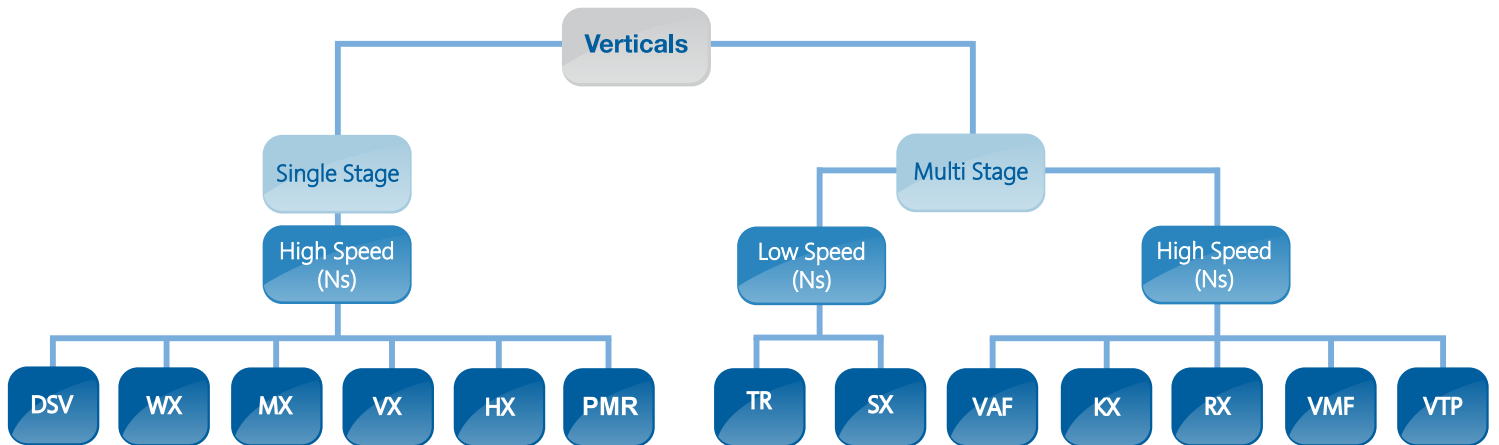 Verticals
Single Stage
Multi Stage
High Speed
(Ns)
Low Speed
(Ns)
High Speed
(Ns)
DSV
WX
MX
VX
HX
PMR
TR
SX
VAF
KX
RX
VMF
VTP